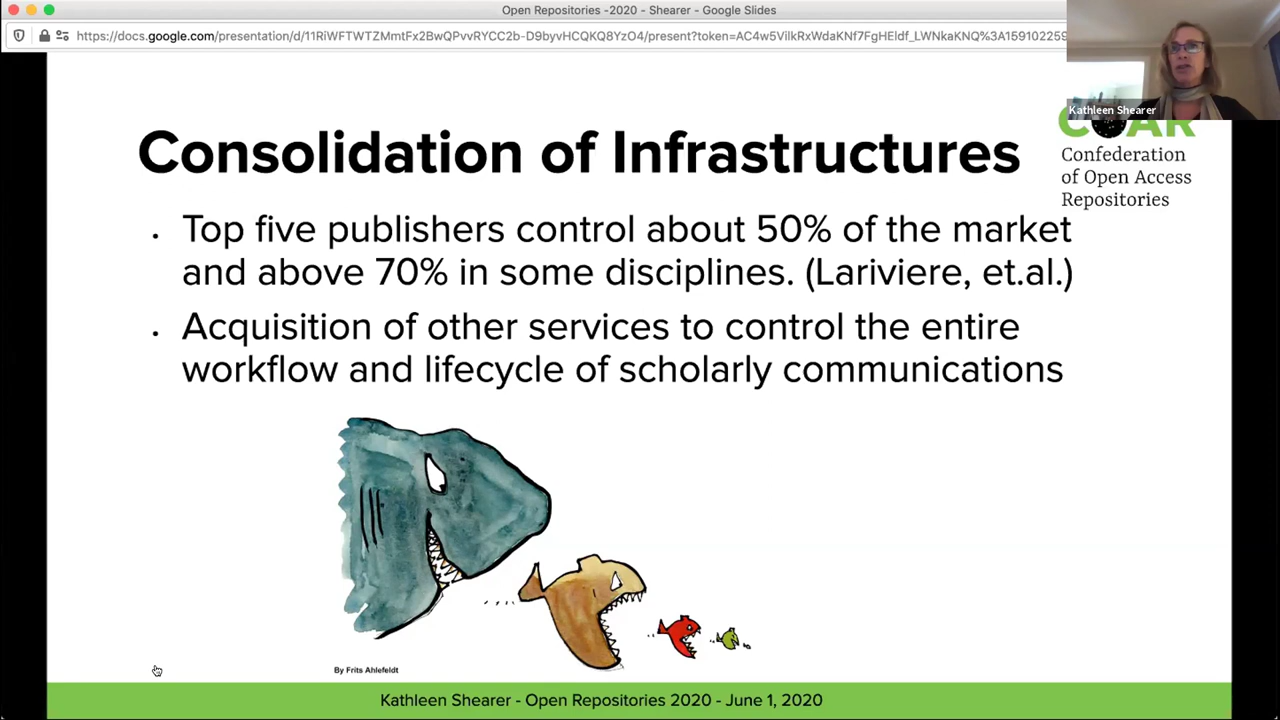 Open Repositories -2020 - Shearer - Google Slides
https://docs.google.com/presentation/d/11RiWFTWTZMmtFx2BwQPvvRYCC2b-D9byvHCQKQ8YzO4/present?token=AC4w5VilkRxWdaKNf7FgHEldf_LWNkaKNQ%3A15910225
Kathleen Shearer
COAR
Confederation
of Open Access
Repositories
Consolidation of Infrastructures
• Top five publishers control about 50% of the market
and above 70% in some disciplines. (Lariviere, et.al.)
• Acquisition of other services to control the entire
workflow and lifecycle of scholarly communications
By Frits Ahlefeldt
Kathleen Shearer - Open Repositories 2020 - June 1, 2020